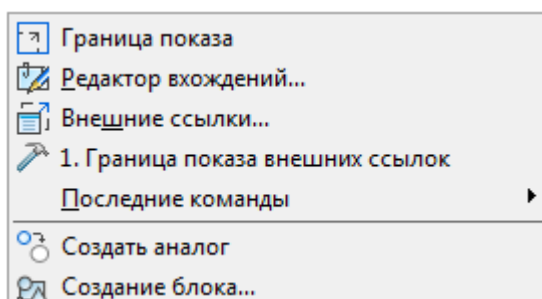 Граница показа
Редактор вхождений...
Внешние ссылки...
1. Граница показа внешних ссылок
Последние команды
Создать аналог
Создание блока...